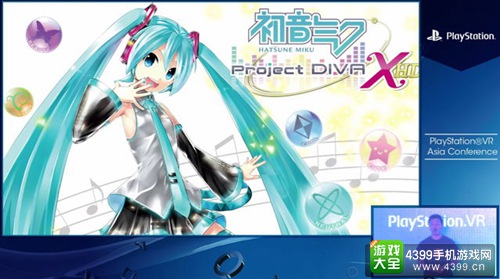 初音ミク
HATSUNE MIKU
Project DIVA X HD
PlayStation
PlayStation®VR
Asia Conference
PlayStation.VR
游戏
大全
4399手机游戏网
www.4399.cn